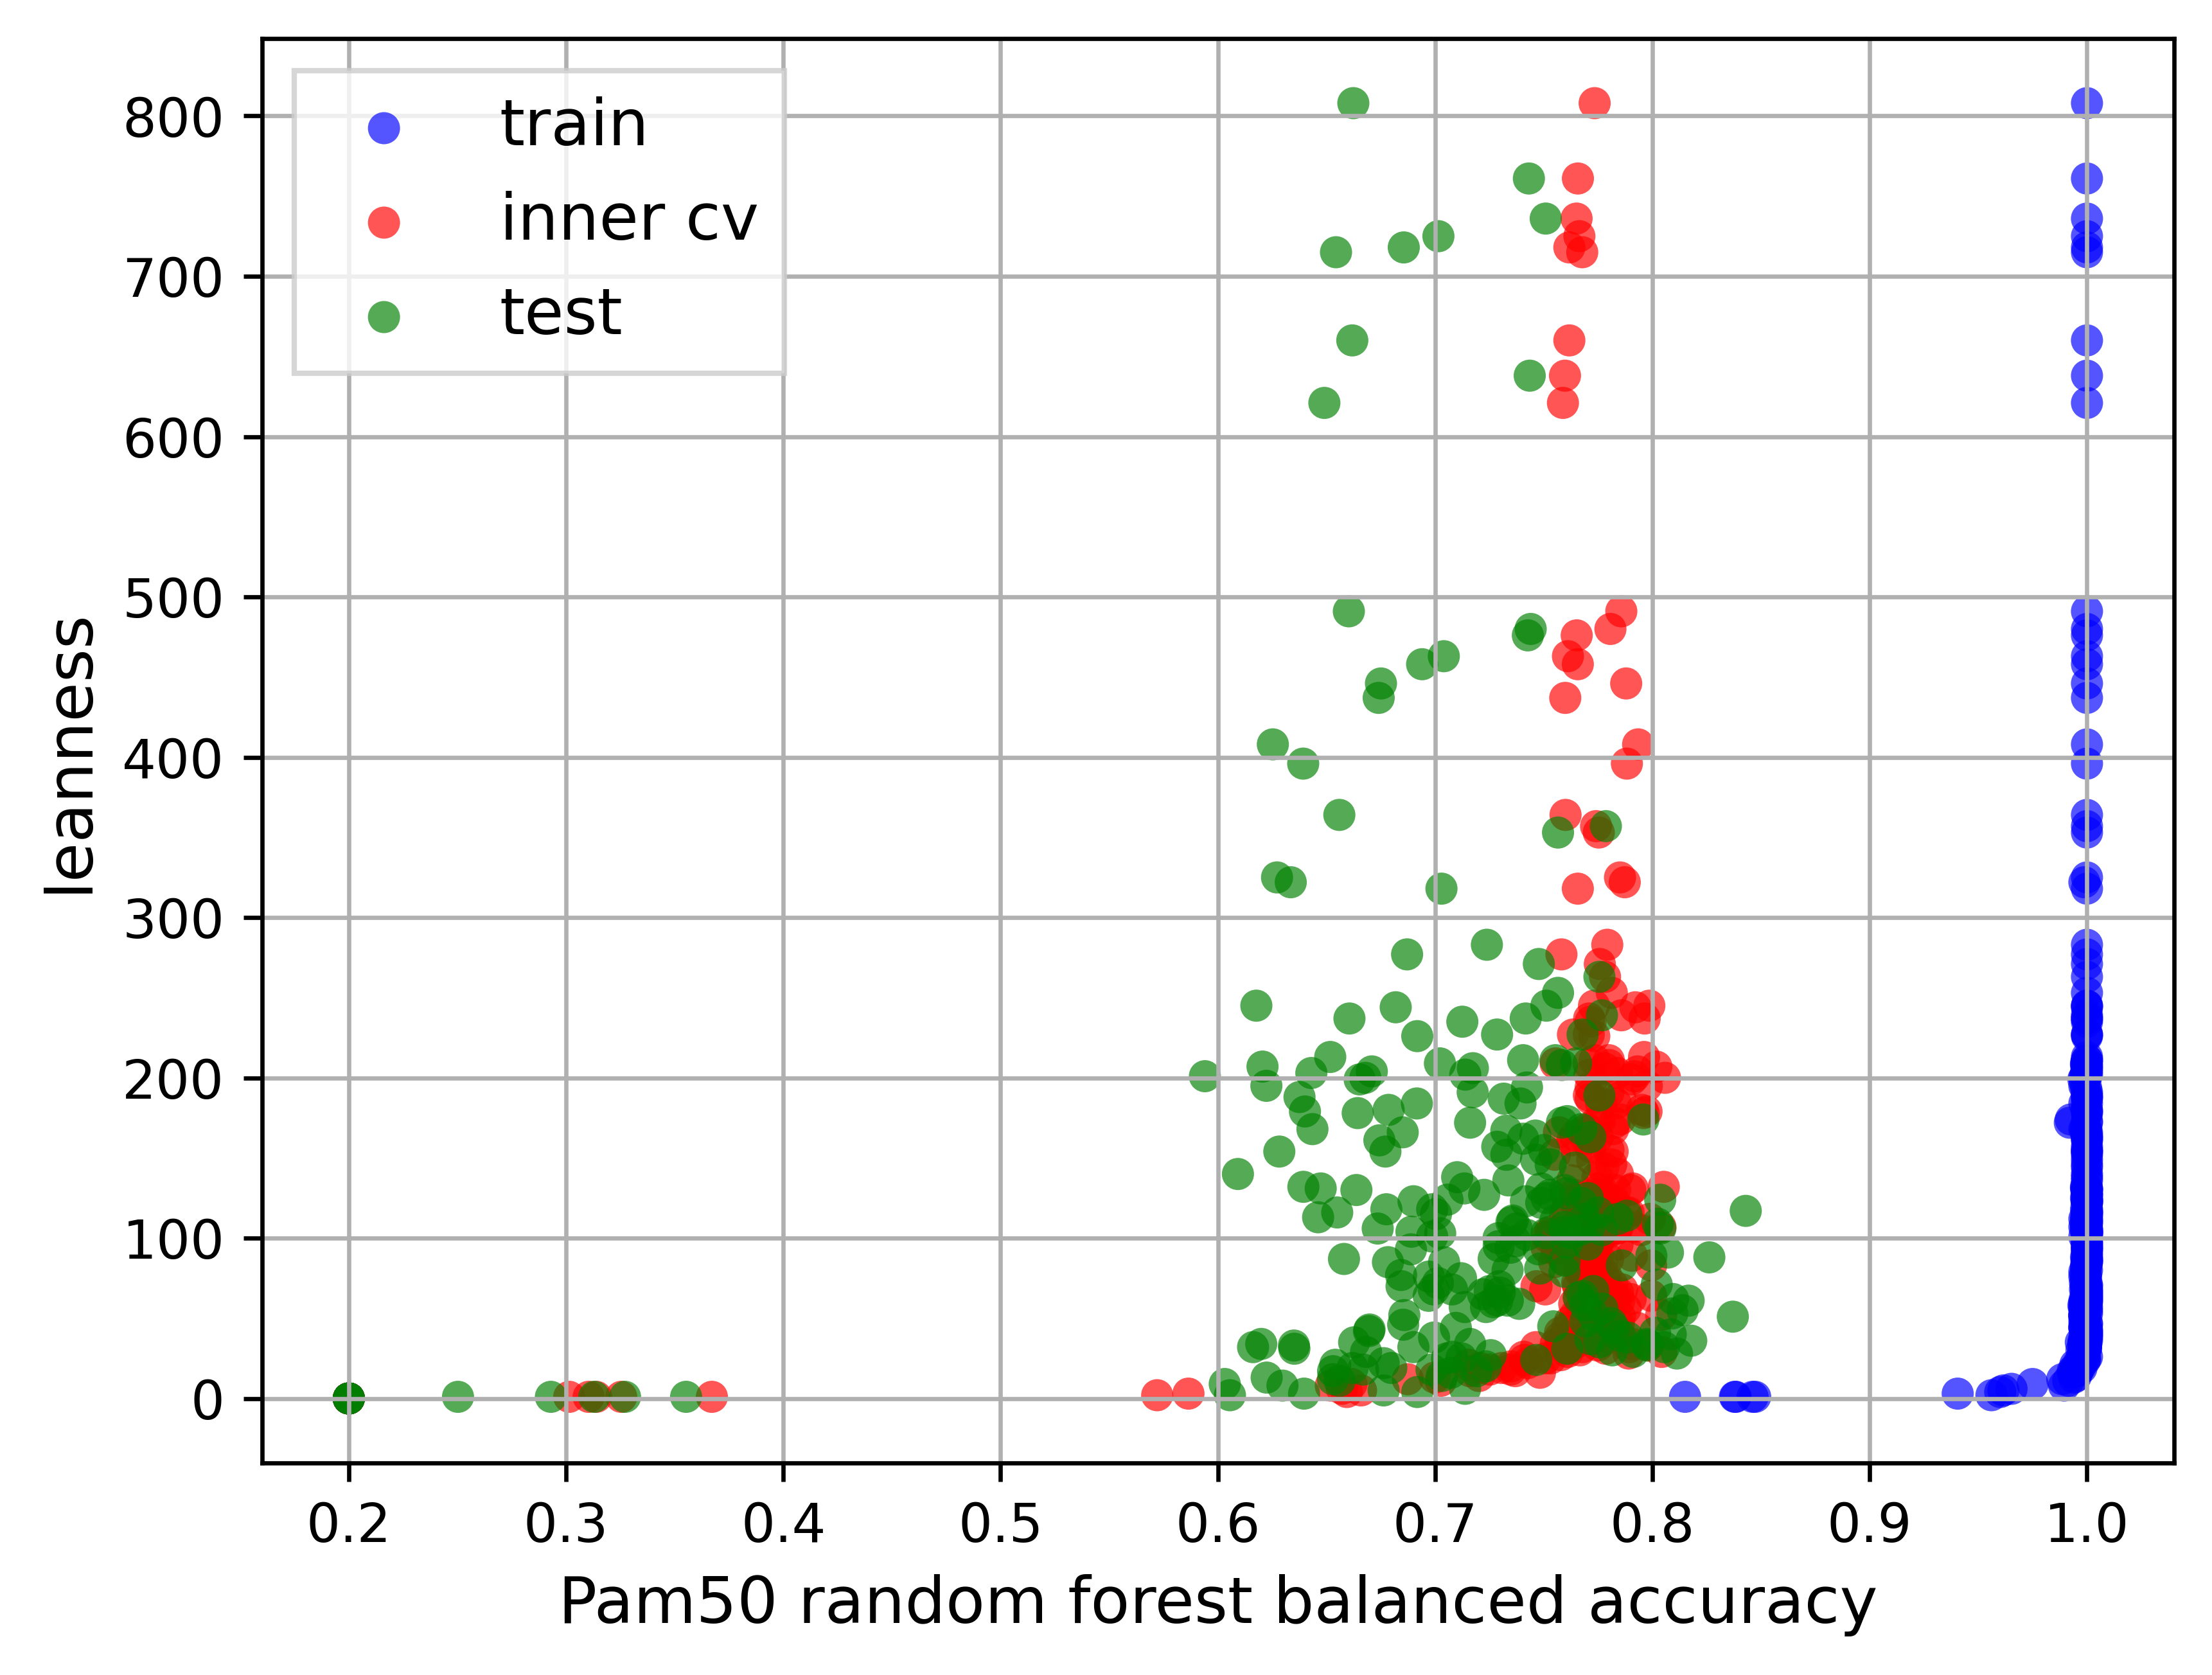 train
inner cv
test
800
700
600
500
400
300
200
100
0
leanness
0.2 0.3 0.4 0.5 0.6 0.7 0.8 0.9 1.0
Pam50 random forest balanced accuracy